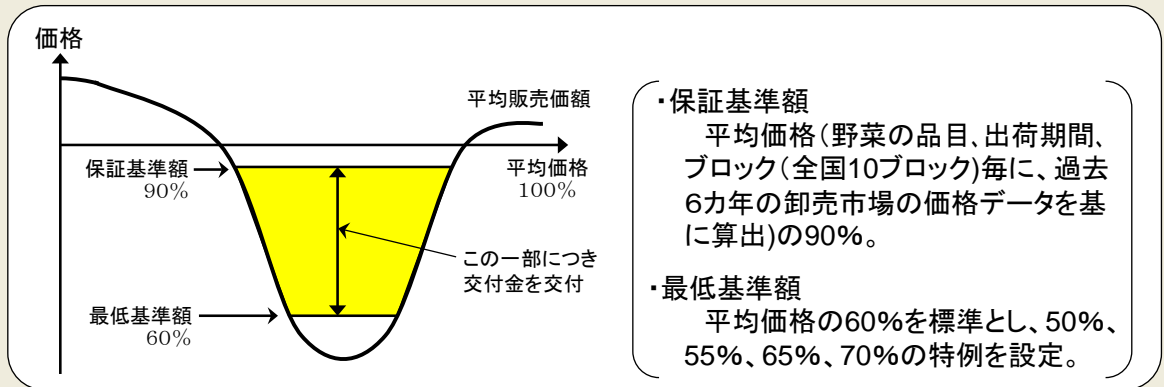 価格
平均販売価額
保証基準額
90%
平均価格
100%
この一部につき
交付金を交付
最低基準額
60%
・保証基準額
平均価格(野菜の品目、出荷期間、
ブロック(全国10ブロック)毎に、過去
6カ年の卸売市場の価格データを基
に算出)の90%。
・最低基準額
平均価格の60%を標準とし、50%、
55%、65%、70%の特例を設定。